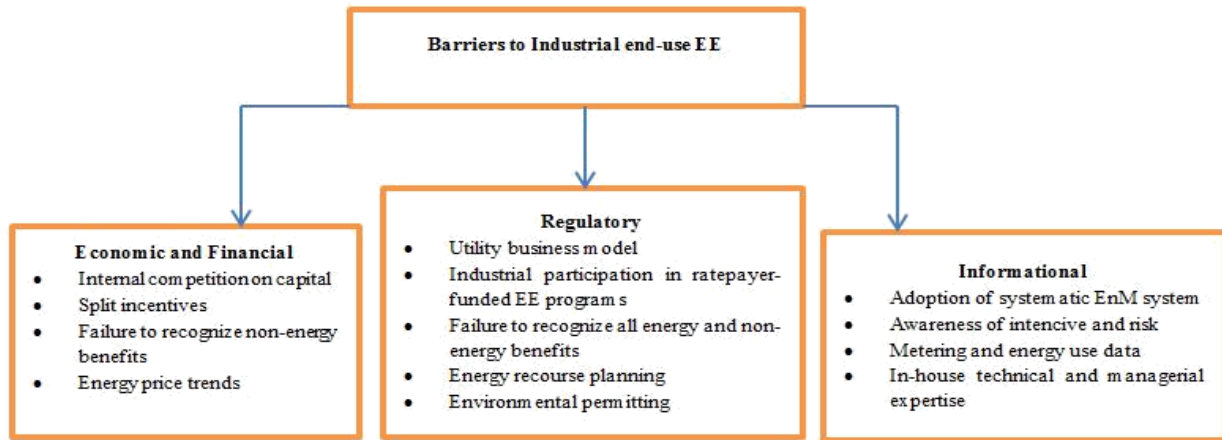 Barriers to Industrial end-use EE
Economic and Financial
• Internal competition on capital
• Split incentives
• Failure to recognize non-energy
benefits
• Energy price trends
Regulatory
• Utility business model
• Industrial participation in ratepayer-
funded EE programs
• Failure to recognize all energy and non-
energy benefits
• Energy recourse planning
• Environmental permitting
Informational
• Adoption of systematic EnM system
• Awareness of intencive and risk
• Metering and energy use data
• In-house technical and managerial
expertise